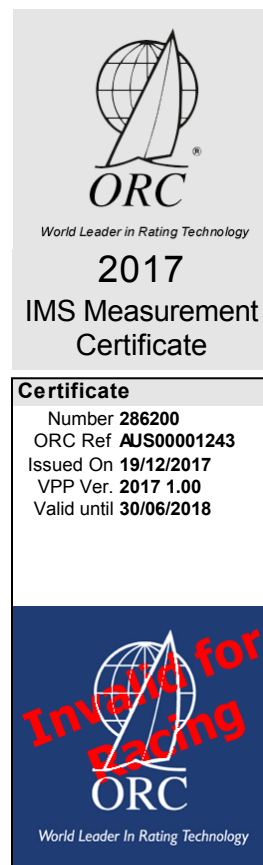 ORC®
World Leader in Rating Technology
2017
IMS Measurement
Certificate
Certificate
Number 286200
ORC Ref AUS00001243
Issued On 19/12/2017
VPP Ver. 2017 1.00
Valid until 30/06/2018
Invalid for
Racing
ORC
World Leader In Rating Technology